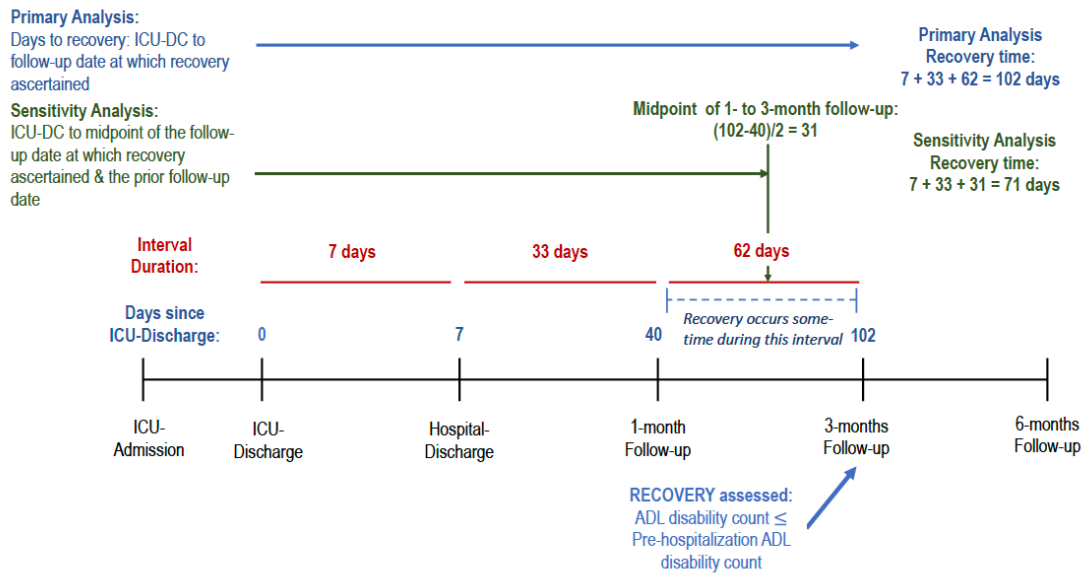 Primary Analysis:
Days to recovery: ICU-DC to
follow-up date at which recovery
ascertained
Primary Analysis
Recovery time:
7 + 33 + 62 = 102 days
Sensitivity Analysis:
ICU-DC to midpoint of the follow-
up date at which recovery
ascertained & the prior follow-up
date
Midpoint of 1- to 3-month follow-up:
(102-40)/2 = 31
Sensitivity Analysis
Recovery time:
7 + 33 + 31 = 71 days
Interval
Duration:
7 days
33 days
62 days
Days since
ICU-Discharge:
0
7
40
Recovery occurs some-
time during this interval
102
ICU-
Admission
ICU-
Discharge
Hospital-
Discharge
1-month
Follow-up
3-months
Follow-up
6-months
Follow-up
RECOVERY assessed:
ADL disability count ≤
Pre-hospitalization ADL
disability count